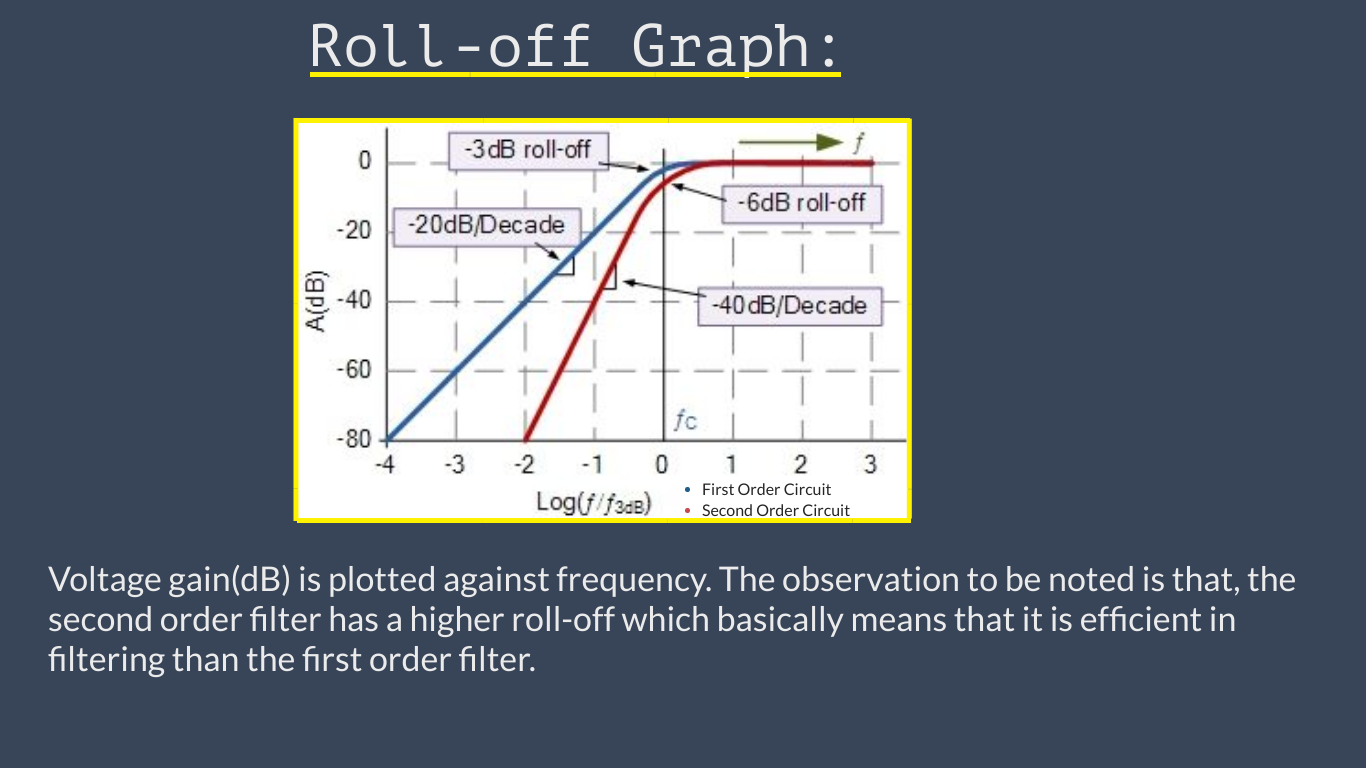 Roll-off Graph:
-3dB roll-off
f
0
-6dB roll-off
-20dB/Decade
-20
A(dB)
-40
-40dB/Decade
-60
fc
-80
-4 -3 -2 -1 0 1 2 3
Log(f/f3dB)
• First Order Circuit
• Second Order Circuit
Voltage gain(dB) is plotted against frequency. The observation to be noted is that, the
second order filter has a higher roll-off which basically means that it is efficient in
filtering than the first order filter.